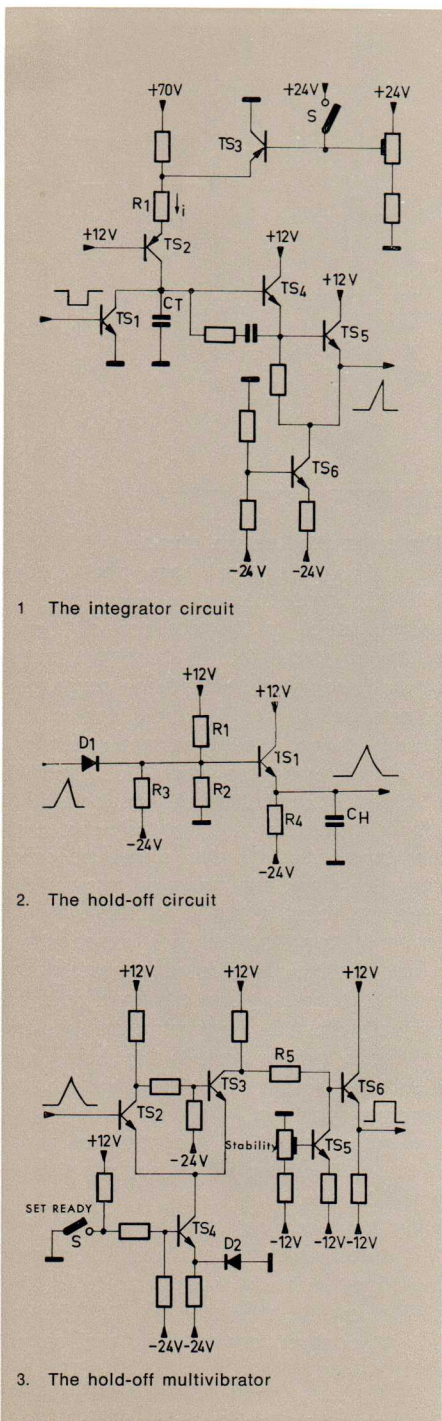 +70V
+24V
+24V
S
TS3
R1
i
+12V
TS2
+12V
TS4
+12V
CT
TS1
TS5
TS6
-24V
-24V
1 The integrator circuit
+12V
+12V
R1
D1
TS1
R3
R2
R4
CH
-24V
-24V
2. The hold-off circuit
+12V
+12V
+12V
R5
TS3
TS6
TS2
+12V
-24V
Stability
TS5
SET READY
S
TS4
D2
-12V
-12V
-12V
-24V
-24V
3. The hold-off multivibrator